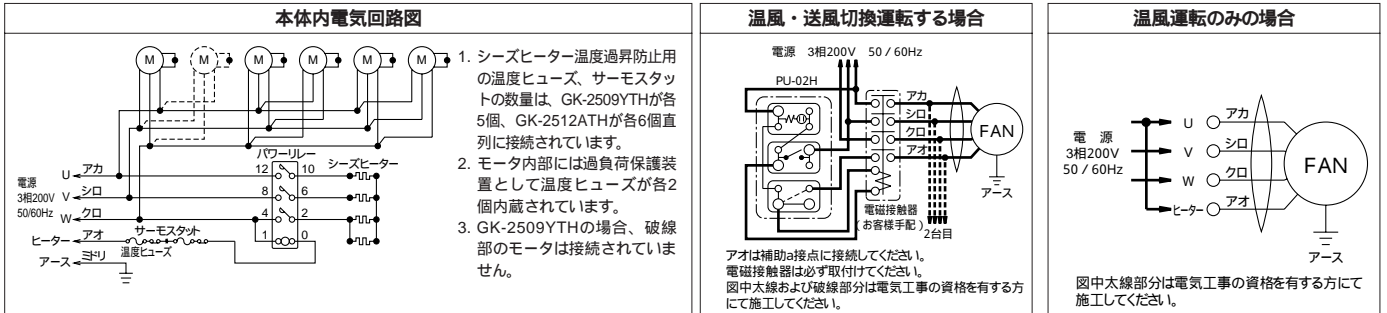 本体内電気回路図
M
M
M
M
M
M
パワーリレー
12 10
8 6
4 2
1 0
シーズヒーター
電源
3相200V
50/60Hz
U アカ
V シロ
W クロ
ヒーター アオ
サーモスタット
温度ヒューズ
アース ミドリ
1. シーズヒーター温度過昇防止用
の温度ヒューズ、サーモスタッ
トの数量は、GK-2509YTHが各
5個、GK-2512ATHが各6個直
列に接続されています。
2. モータ内部には過負荷保護装
置として温度ヒューズが各2
個内蔵されています。
3. GK-2509YTHの場合、破線
部のモータは接続されていま
せん。
温風・送風切換運転する場合
電源 3相200V 50/60Hz
PU-02H
アカ
シロ
クロ
アオ
FAN
アース
電磁接触器
(お客様手配)
2台目
アオは補助a接点に接続してください。
電磁接触器は必ず取付けてください。
図中太線および破線部分は電気工事の資格を有する方
にて施工してください。
温風運転のみの場合
電源
3相200V
50/60Hz
U アカ
V シロ
W クロ
ヒーター アオ
FAN
アース
図中太線部分は電気工事の資格を有する方にて
施工してください。